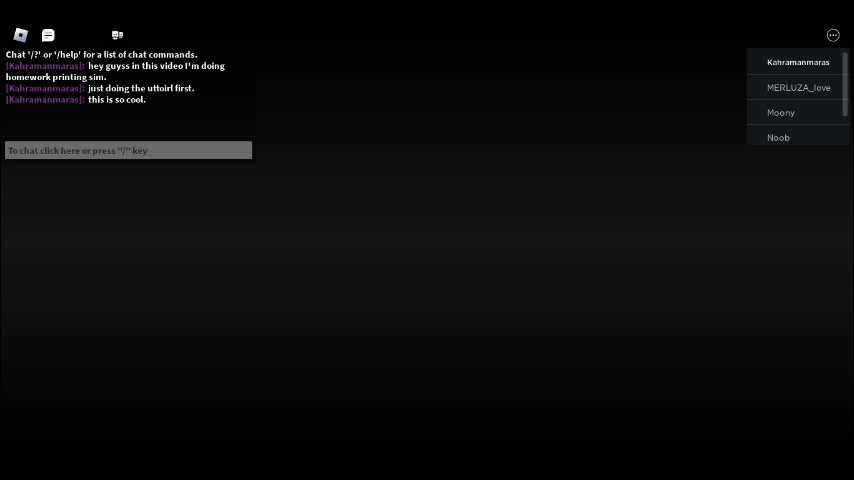 Chat '/?' or '/help' for a list of chat commands.
[Kahramanmaras]: hey guyss in this video I'm doing
homework printing sim.
[Kahramanmaras]: just doing the uttoirl first.
[Kahramanmaras]: this is so cool.
To chat click here or press "/" key
Kahramanmaras
MERLUZA_love
Moony
Noob